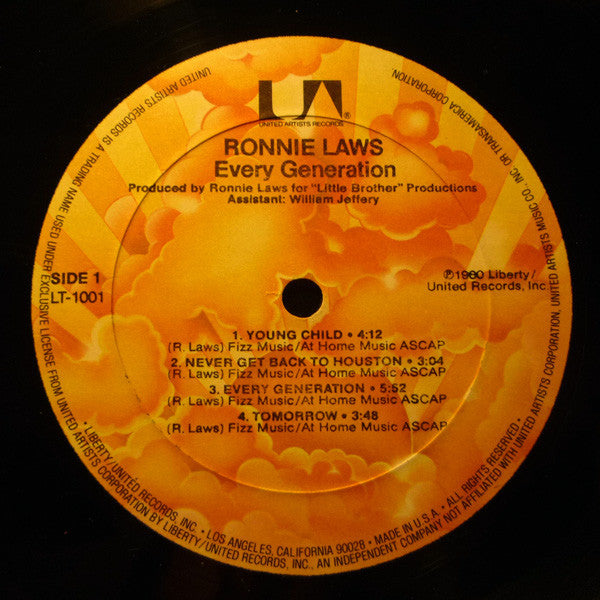 UA®
UNITED ARTISTS RECORDS
RONNIE LAWS
Every Generation
Produced by Ronnie Laws for "Little Brother" Productions
Assistant: William Jeffery
SIDE 1
LT-1001
℗1980 Liberty/
United Records, Inc
1. YOUNG CHILD • 4:12
(R. Laws) Fizz Music/At Home Music ASCAP
2. NEVER GET BACK TO HOUSTON • 3:04
(R. Laws) Fizz Music/At Home Music ASCAP
3. EVERY GENERATION • 5:52
(R. Laws) Fizz Music/At Home Music ASCAP
4. TOMORROW • 3:48
(R. Laws) Fizz Music/At Home Music ASCAP
• LIBERTY/UNITED RECORDS, INC. • LOS ANGELES, CALIFORNIA 90028 • MADE IN U.S.A. • ALL RIGHTS RESERVED •
UNITED ARTISTS RECORDS IS A TRADING NAME USED UNDER EXCLUSIVE LICENSE FROM UNITED ARTISTS CORPORATION BY LIBERTY/UNITED RECORDS, INC., AN INDEPENDENT COMPANY NOT AFFILIATED WITH UNITED ARTISTS CORPORATION, UNITED ARTISTS MUSIC CO., INC. OR TRANSAMERICA CORPORATION